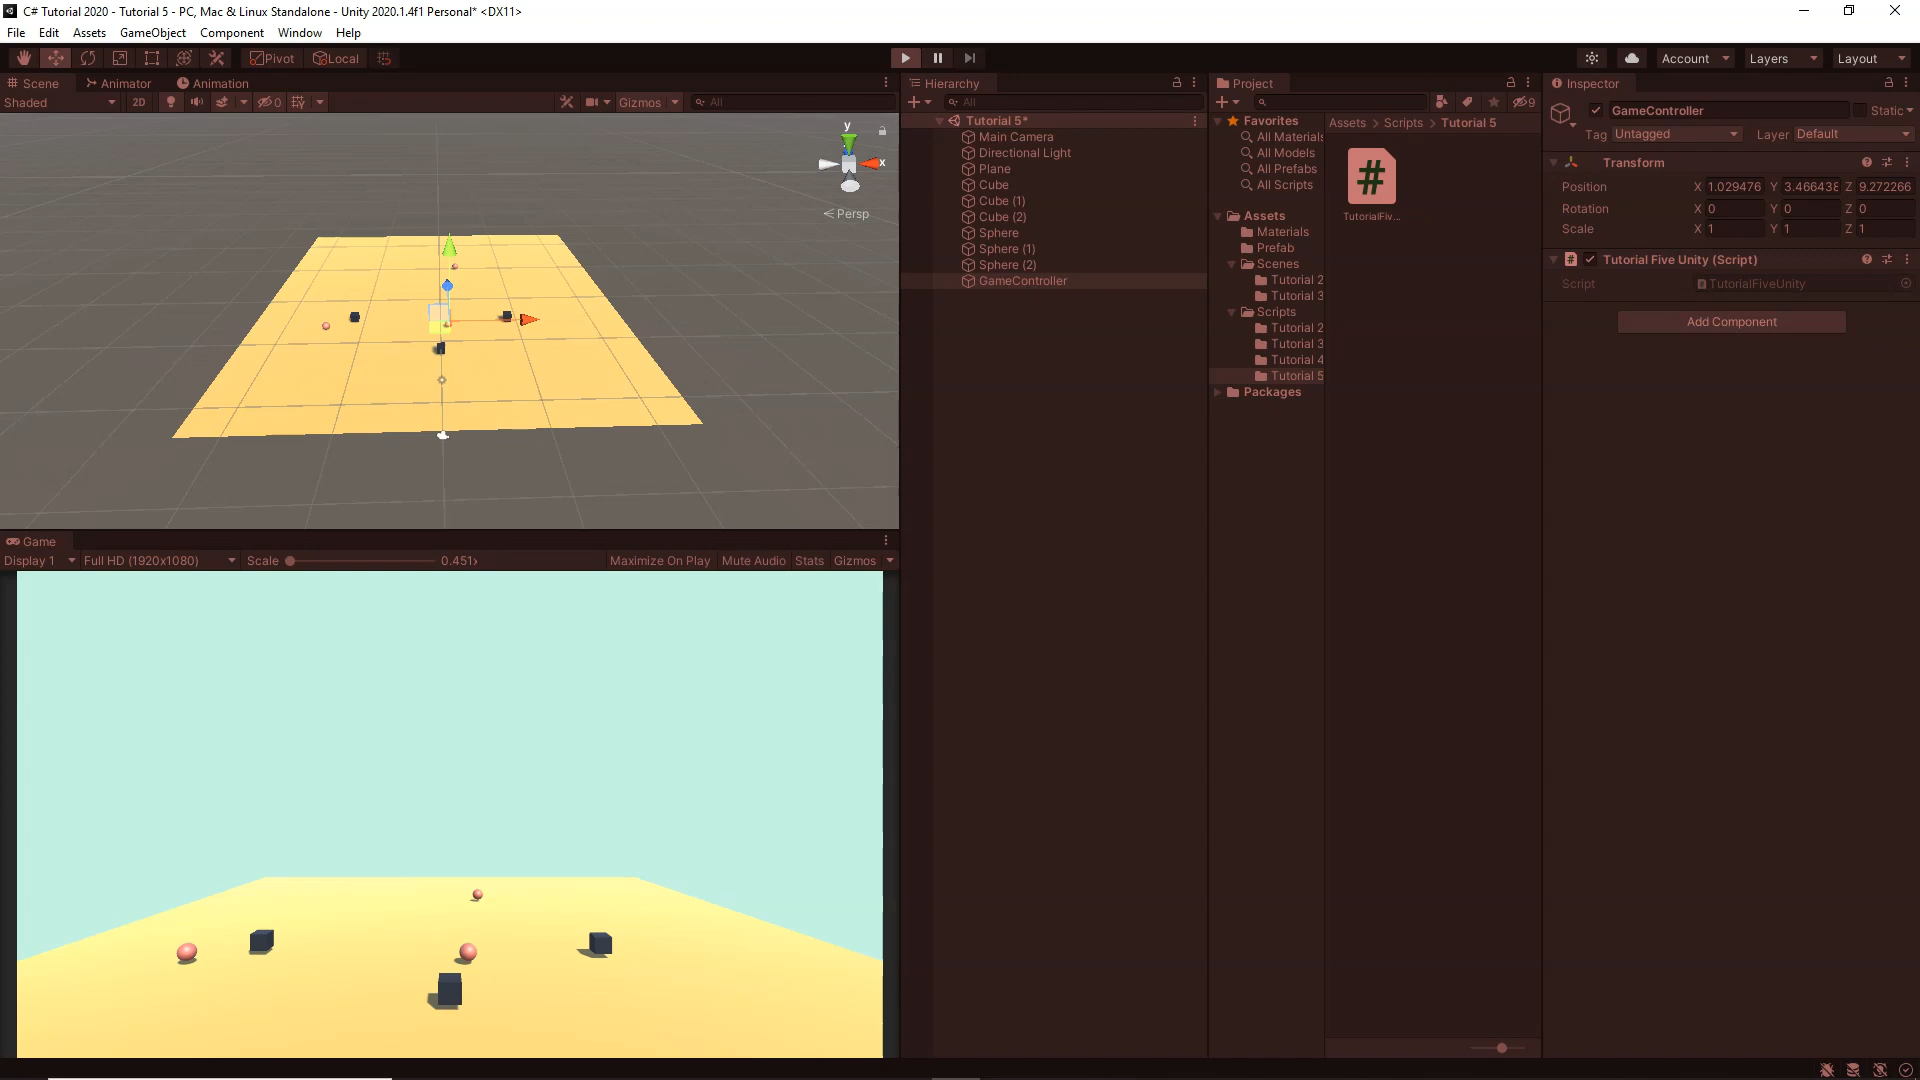 C# Tutorial 2020 - Tutorial 5 - PC, Mac & Linux Standalone - Unity 2020.1.4f1 Personal* <DX11>
File Edit Assets GameObject Component Window Help
Pivot Local Account Layers Layout
Scene Animator Animation
Shaded 2D 0 Gizmos All
y
x
Persp
Game
Display 1 Full HD (1920x1080) Scale 0.451x Maximize On Play Mute Audio Stats Gizmos
Hierarchy
All
Tutorial 5*
Main Camera
Directional Light
Plane
Cube
Cube (1)
Cube (2)
Sphere
Sphere (1)
Sphere (2)
GameController
Project
9
Favorites
All Materials
All Models
All Prefabs
All Scripts
Assets
Materials
Prefab
Scenes
Tutorial 2
Tutorial 3
Scripts
Tutorial 2
Tutorial 3
Tutorial 4
Tutorial 5
Packages
Assets > Scripts > Tutorial 5
#
TutorialFiv...
Inspector
GameController Static
Tag Untagged Layer Default
Transform
Position X 1.029476 Y 3.466438 Z 9.272266
Rotation X 0 Y 0 Z 0
Scale X 1 Y 1 Z 1
# Tutorial Five Unity (Script)
Script TutorialFiveUnity
Add Component